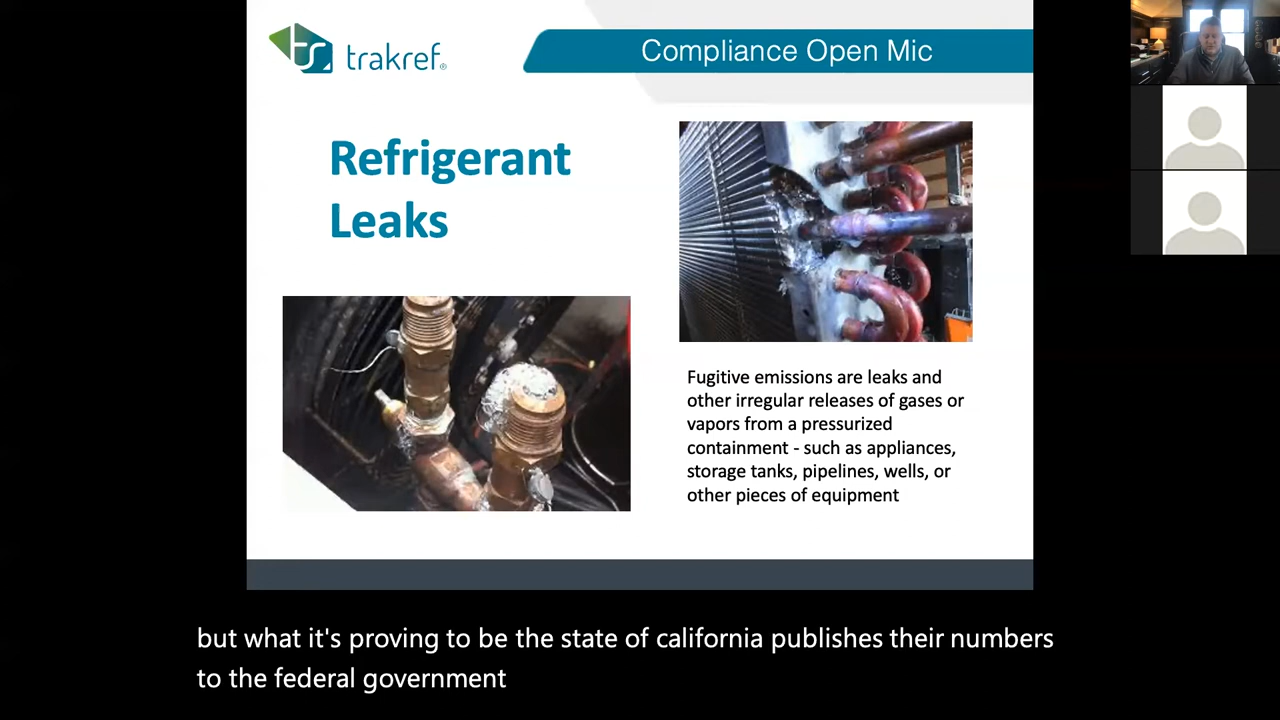 trakref®
Compliance Open Mic
Refrigerant
Leaks
Fugitive emissions are leaks and
other irregular releases of gases or
vapors from a pressurized
containment - such as appliances,
storage tanks, pipelines, wells, or
other pieces of equipment
but what it's proving to be the state of california publishes their numbers
to the federal government